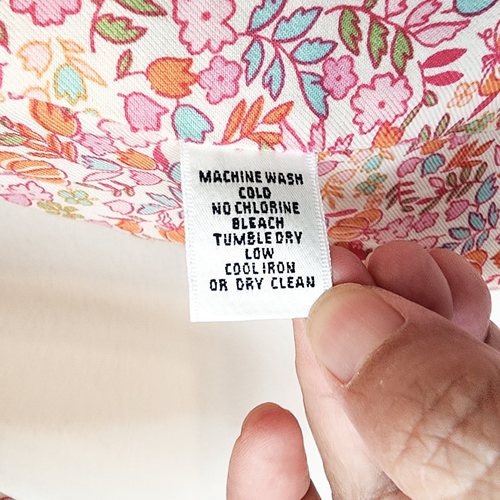 MACHINE WASH
COLD
NO CHLORINE
BLEACH
TUMBLE DRY
LOW
COOL IRON
OR DRY CLEAN